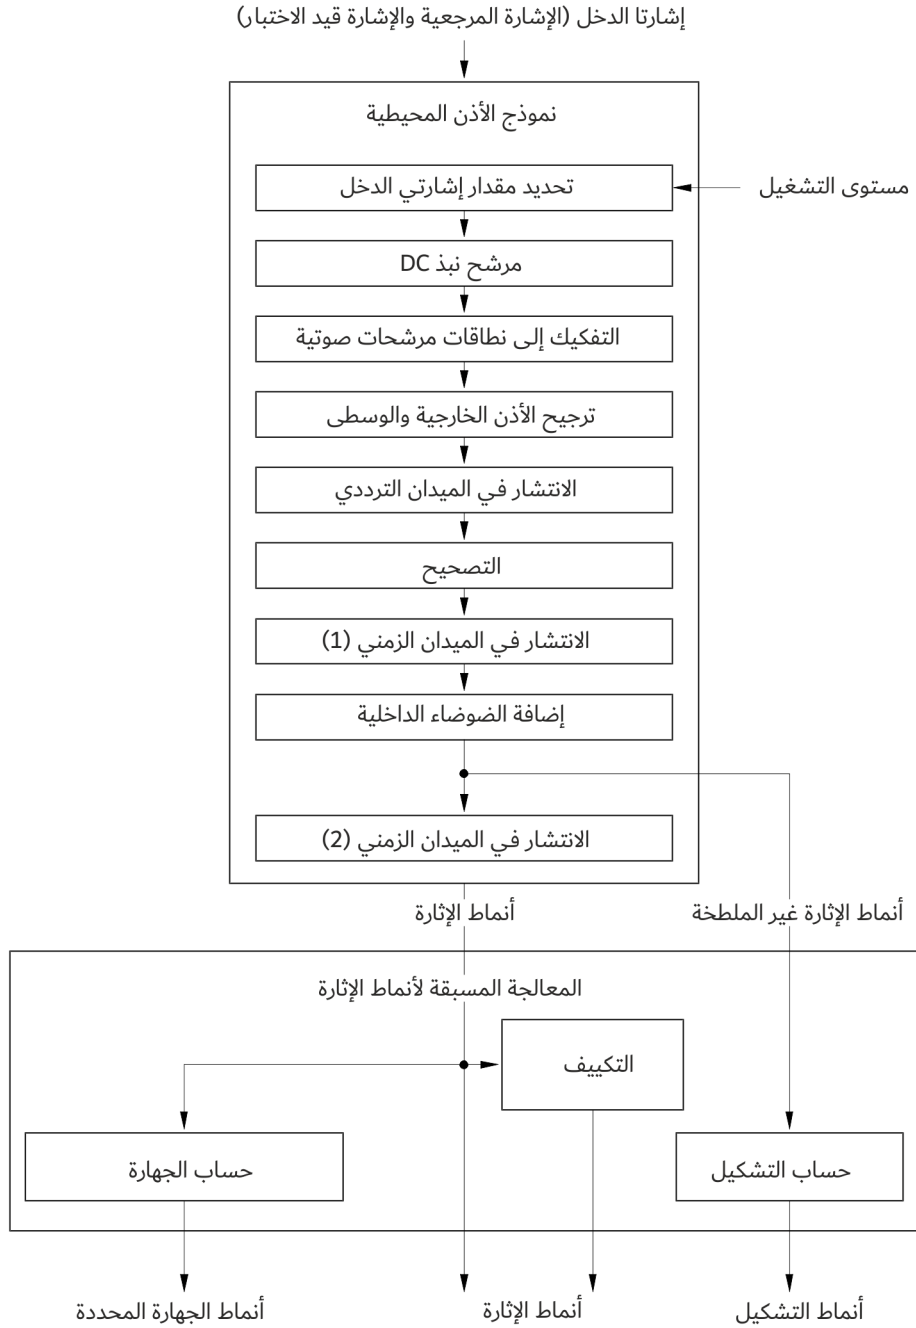 إشارتا الدخل (الإشارة المرجعية والإشارة قيد الاختبار)
نموذج الأذن المحيطية
تحديد مقدار إشارتي الدخل
مستوى التشغيل
مرشح نبذ DC
التفكيك إلى نطاقات مرشحات صوتية
ترجيح الأذن الخارجية والوسطى
الانتشار في الميدان الترددي
التصحيح
الانتشار في الميدان الزمني (1)
إضافة الضوضاء الداخلية
الانتشار في الميدان الزمني (2)
أنماط الإثارة غير الملطخة
أنماط الإثارة
المعالجة المسبقة لأنماط الإثارة
التكييف
حساب التشكيل
حساب الجهارة
أنماط التشكيل
أنماط الإثارة
أنماط الجهارة المحددة